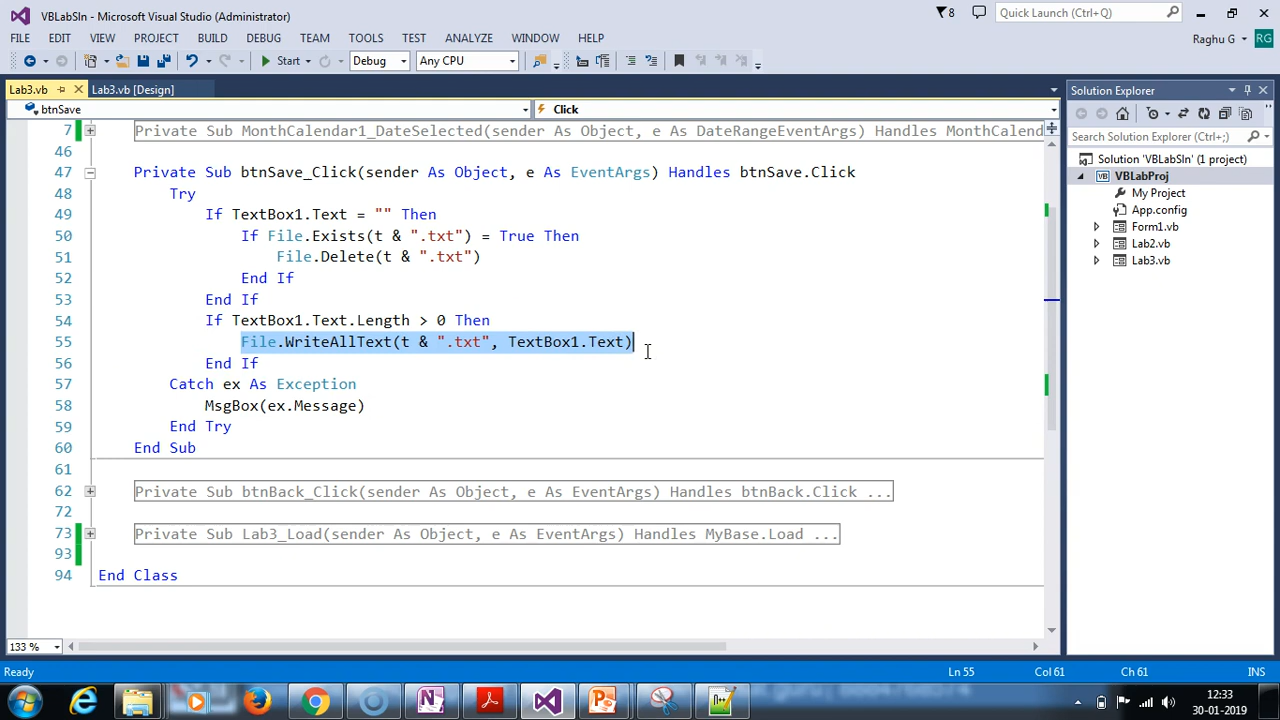 VBLabSln - Microsoft Visual Studio (Administrator)
8
Quick Launch (Ctrl+Q)
FILE EDIT VIEW PROJECT BUILD DEBUG TEAM TOOLS TEST ANALYZE WINDOW HELP
Raghu G
RG
Start
Debug
Any CPU
Lab3.vb
Lab3.vb [Design]
Solution Explorer
btnSave
Click
7 Private Sub MonthCalendar1_DateSelected(sender As Object, e As DateRangeEventArgs) Handles MonthCalend
46
47 Private Sub btnSave_Click(sender As Object, e As EventArgs) Handles btnSave.Click
48 Try
49 If TextBox1.Text = "" Then
50 If File.Exists(t & ".txt") = True Then
51 File.Delete(t & ".txt")
52 End If
53 End If
54 If TextBox1.Text.Length > 0 Then
55 File.WriteAllText(t & ".txt", TextBox1.Text)
56 End If
57 Catch ex As Exception
58 MsgBox(ex.Message)
59 End Try
60 End Sub
61
62 Private Sub btnBack_Click(sender As Object, e As EventArgs) Handles btnBack.Click ...
72
73 Private Sub Lab3_Load(sender As Object, e As EventArgs) Handles MyBase.Load ...
93
94 End Class
Search Solution Explorer (Ctrl+;)
Solution 'VBLabSln' (1 project)
VBLabProj
My Project
App.config
Form1.vb
Lab2.vb
Lab3.vb
133 %
Ready
Ln 55
Col 61
Ch 61
INS
12:33
30-01-2019